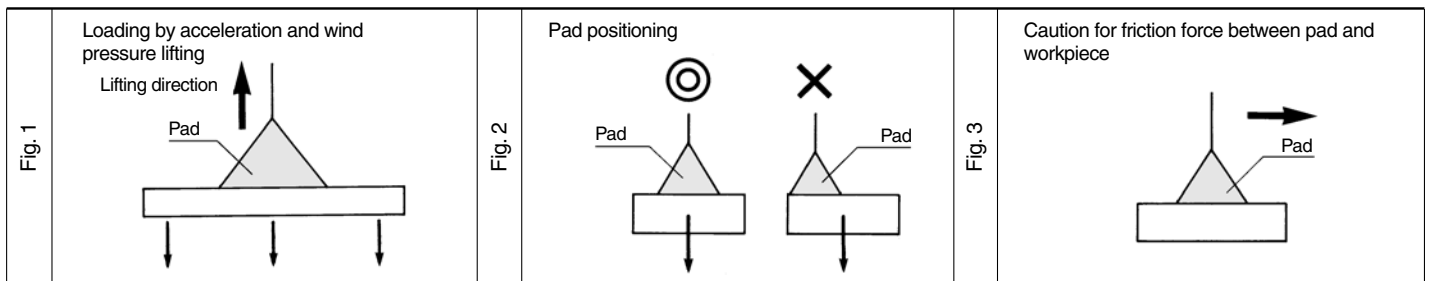 Fig. 1
Loading by acceleration and wind
pressure lifting
Lifting direction
Pad
Fig. 2
Pad positioning
Pad
Pad
Fig. 3
Caution for friction force between pad and
workpiece
Pad